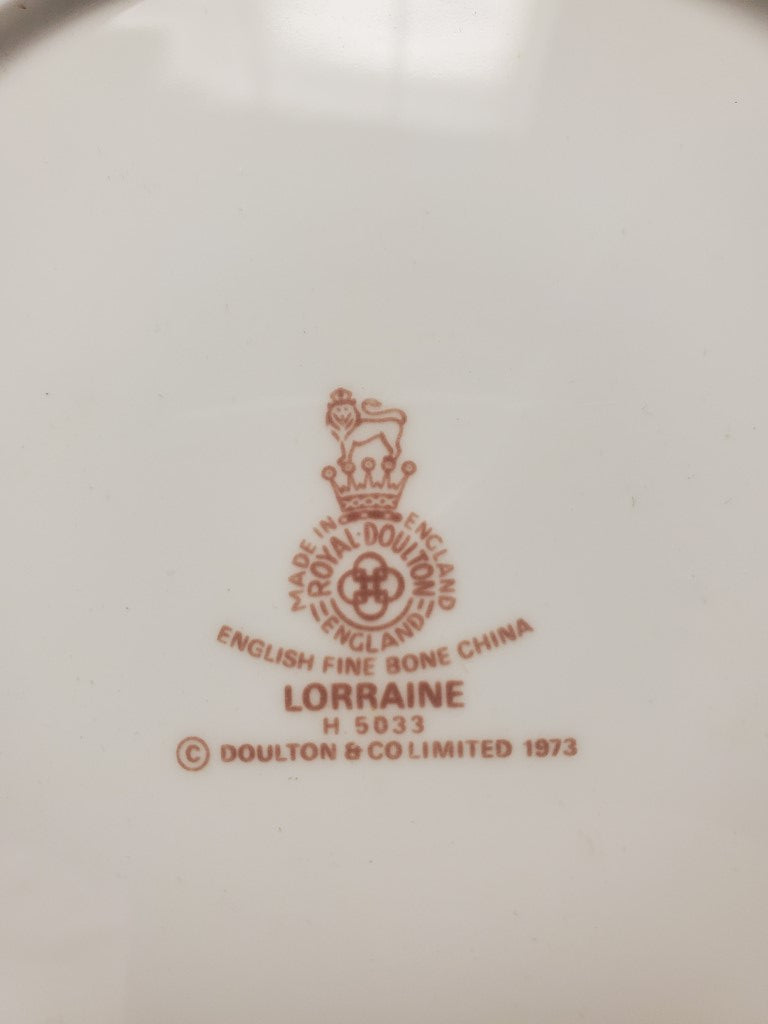 MADE IN ENGLAND
ROYAL·DOULTON
ENGLAND
ENGLISH FINE BONE CHINA
LORRAINE
H 5033
© DOULTON & CO LIMITED 1973